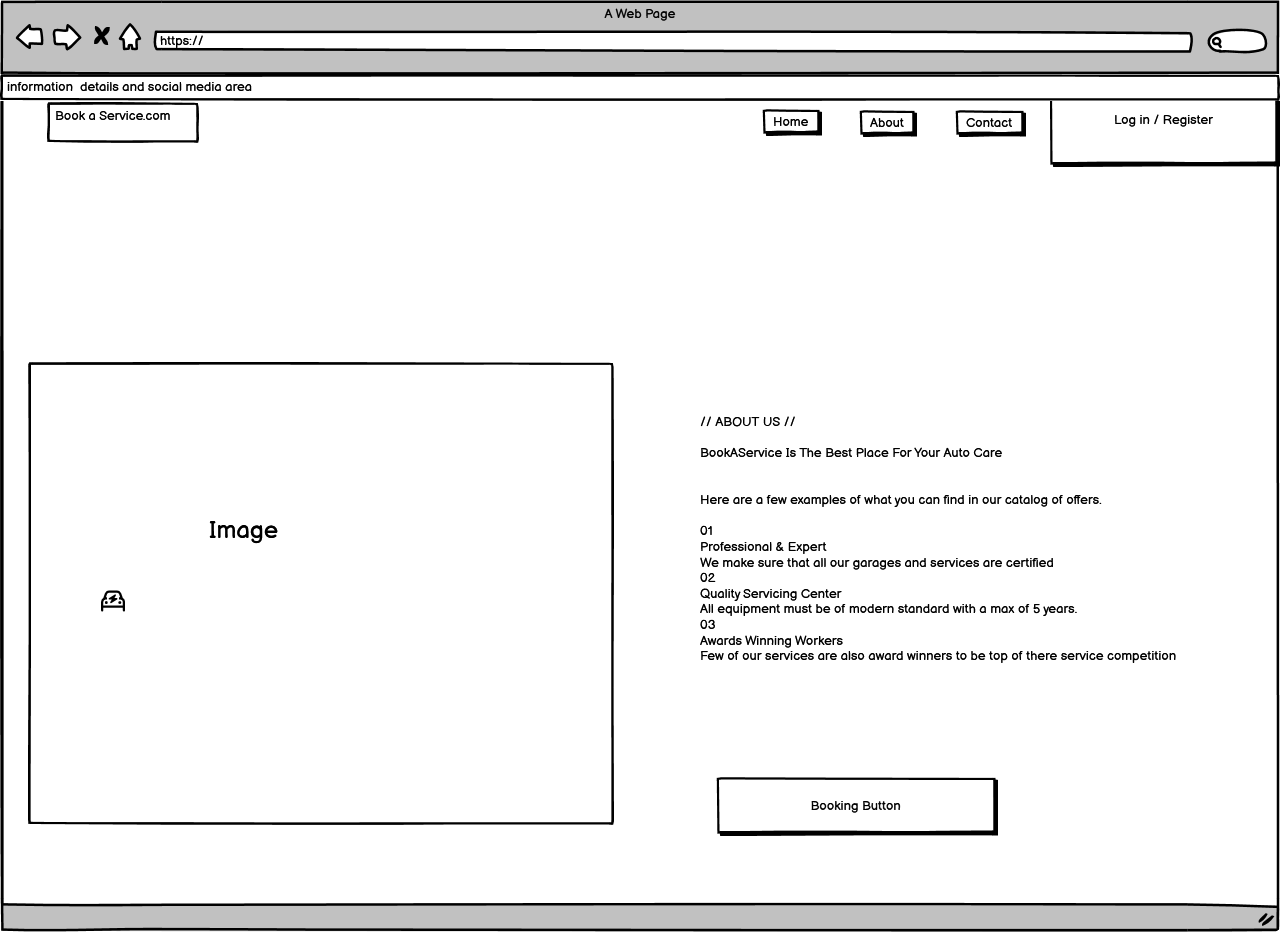 A Web Page
https://
information  details and social media area
Book a Service.com
Home
About
Contact
Log in / Register
// ABOUT US //
BookAService Is The Best Place For Your Auto Care
Here are a few examples of what you can find in our catalog of offers.
01
Professional & Expert
We make sure that all our garages and services are certified
02
Quality Servicing Center
All equipment must be of modern standard with a max of 5 years.
03
Awards Winning Workers
Few of our services are also award winners to be top of there service competition
Image
Booking Button